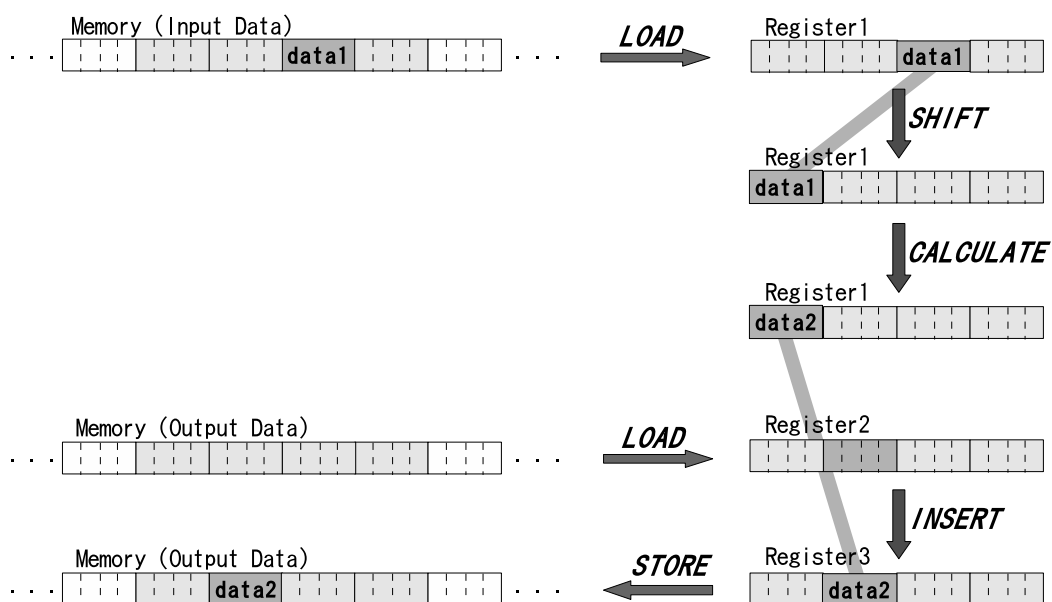 Memory (Input Data)
LOAD
Register1
. . . data1 . . .
data1
SHIFT
Register1
data1
CALCULATE
Register1
data2
Memory (Output Data)
LOAD
Register2
. . . . . .
INSERT
Memory (Output Data)
STORE
Register3
. . . data2 . . .
data2